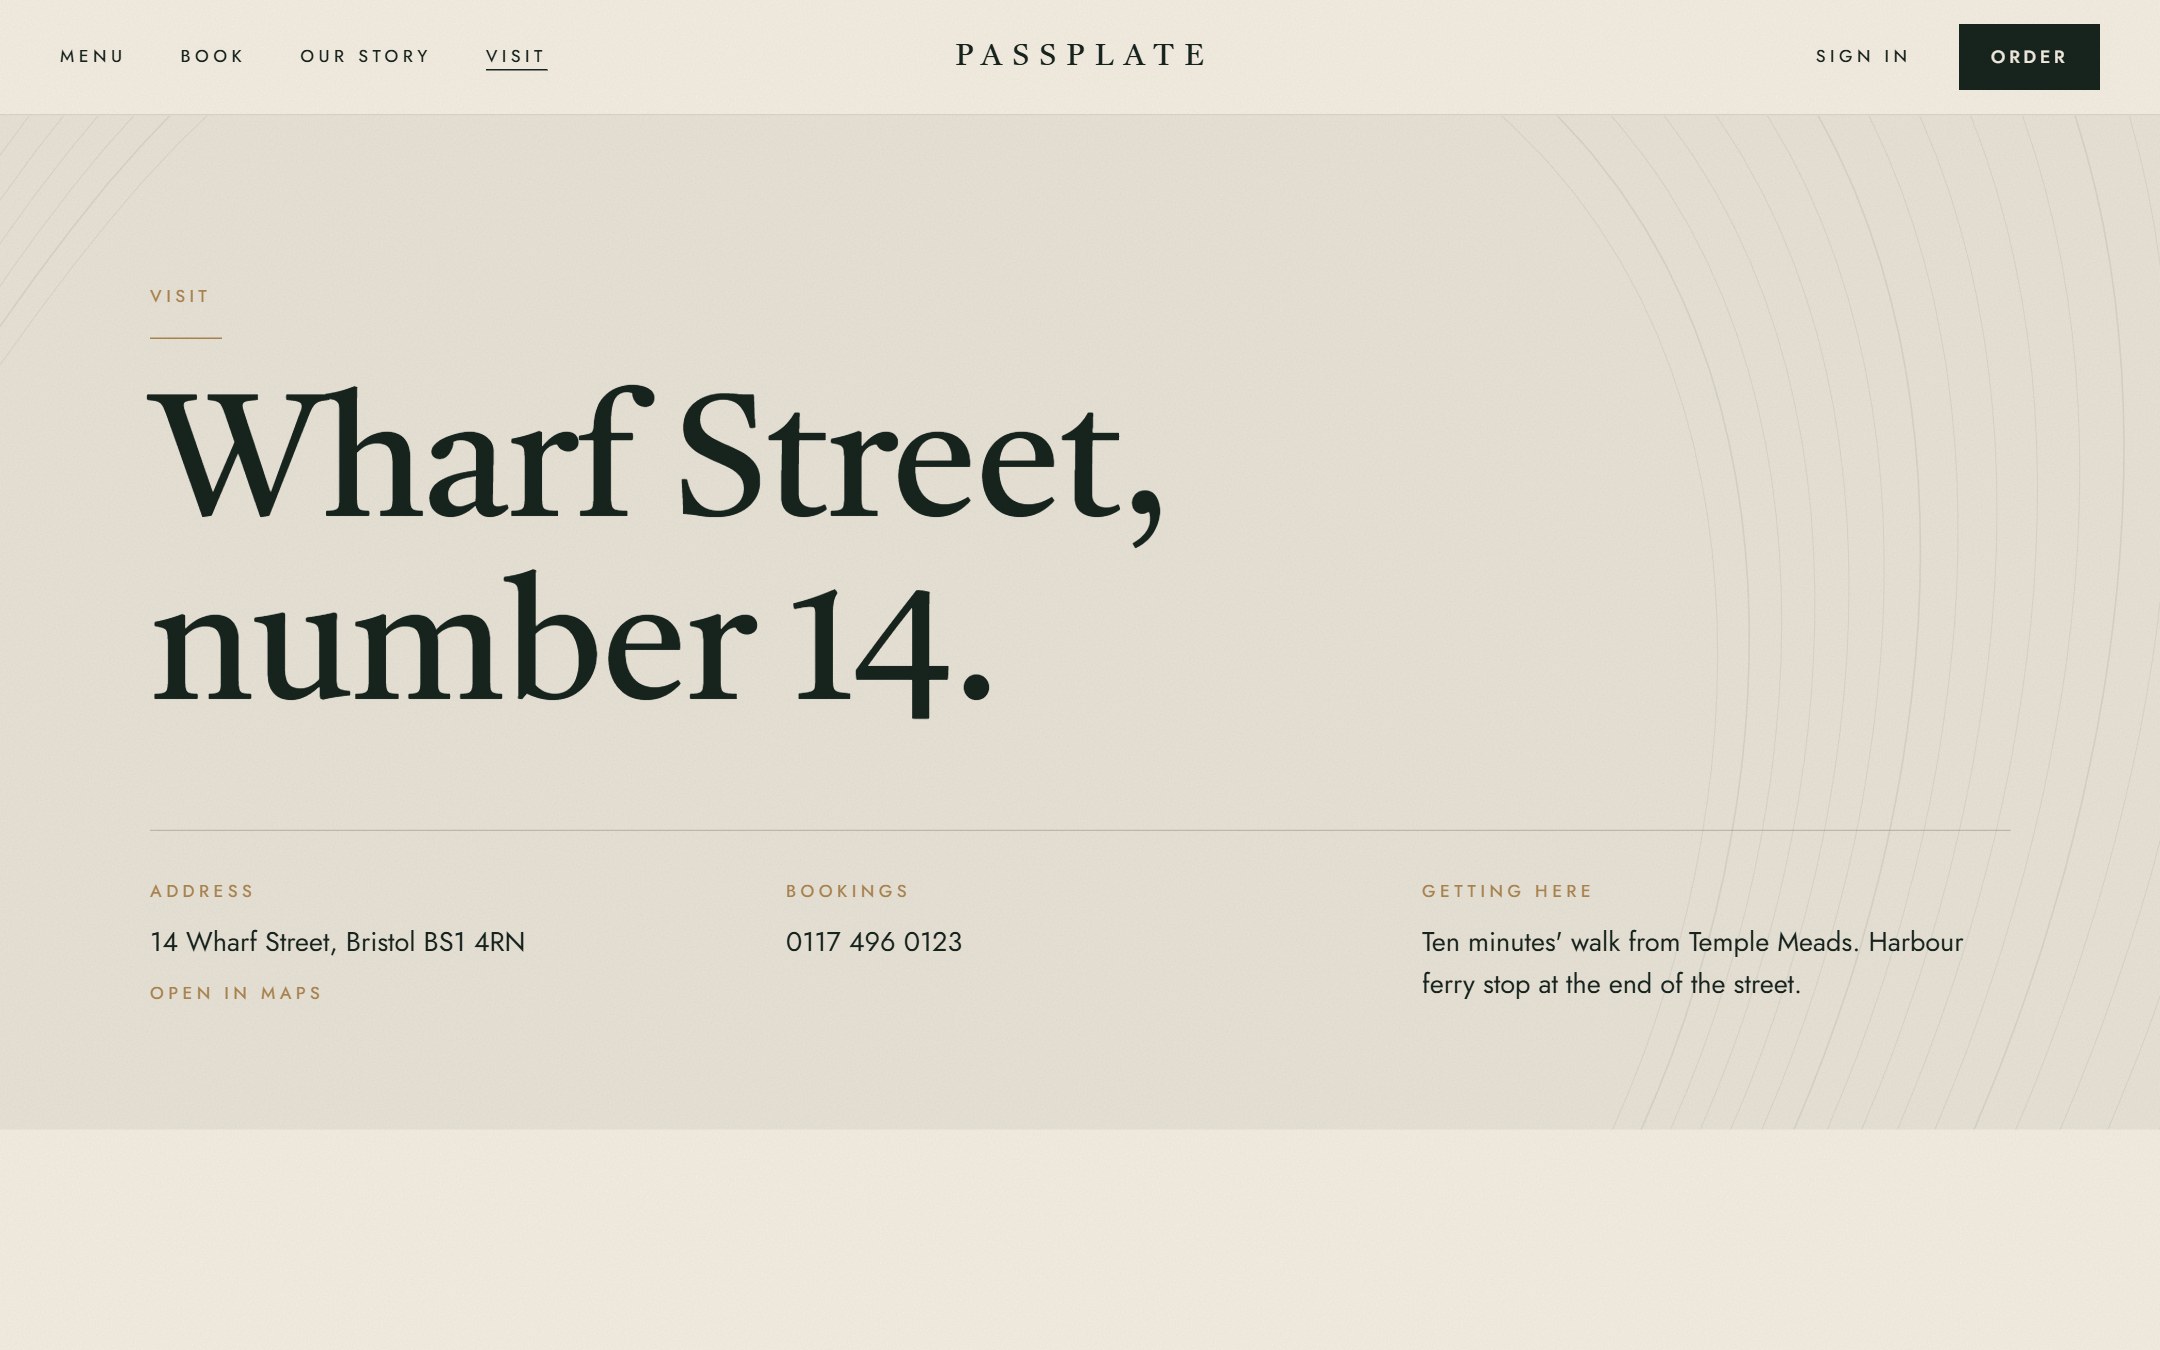 MENU BOOK OUR STORY VISIT PASSPLATE SIGN IN ORDER
VISIT
Wharf Street,
number 14.
ADDRESS
14 Wharf Street, Bristol BS1 4RN
OPEN IN MAPS
BOOKINGS
0117 496 0123
GETTING HERE
Ten minutes' walk from Temple Meads. Harbour
ferry stop at the end of the street.